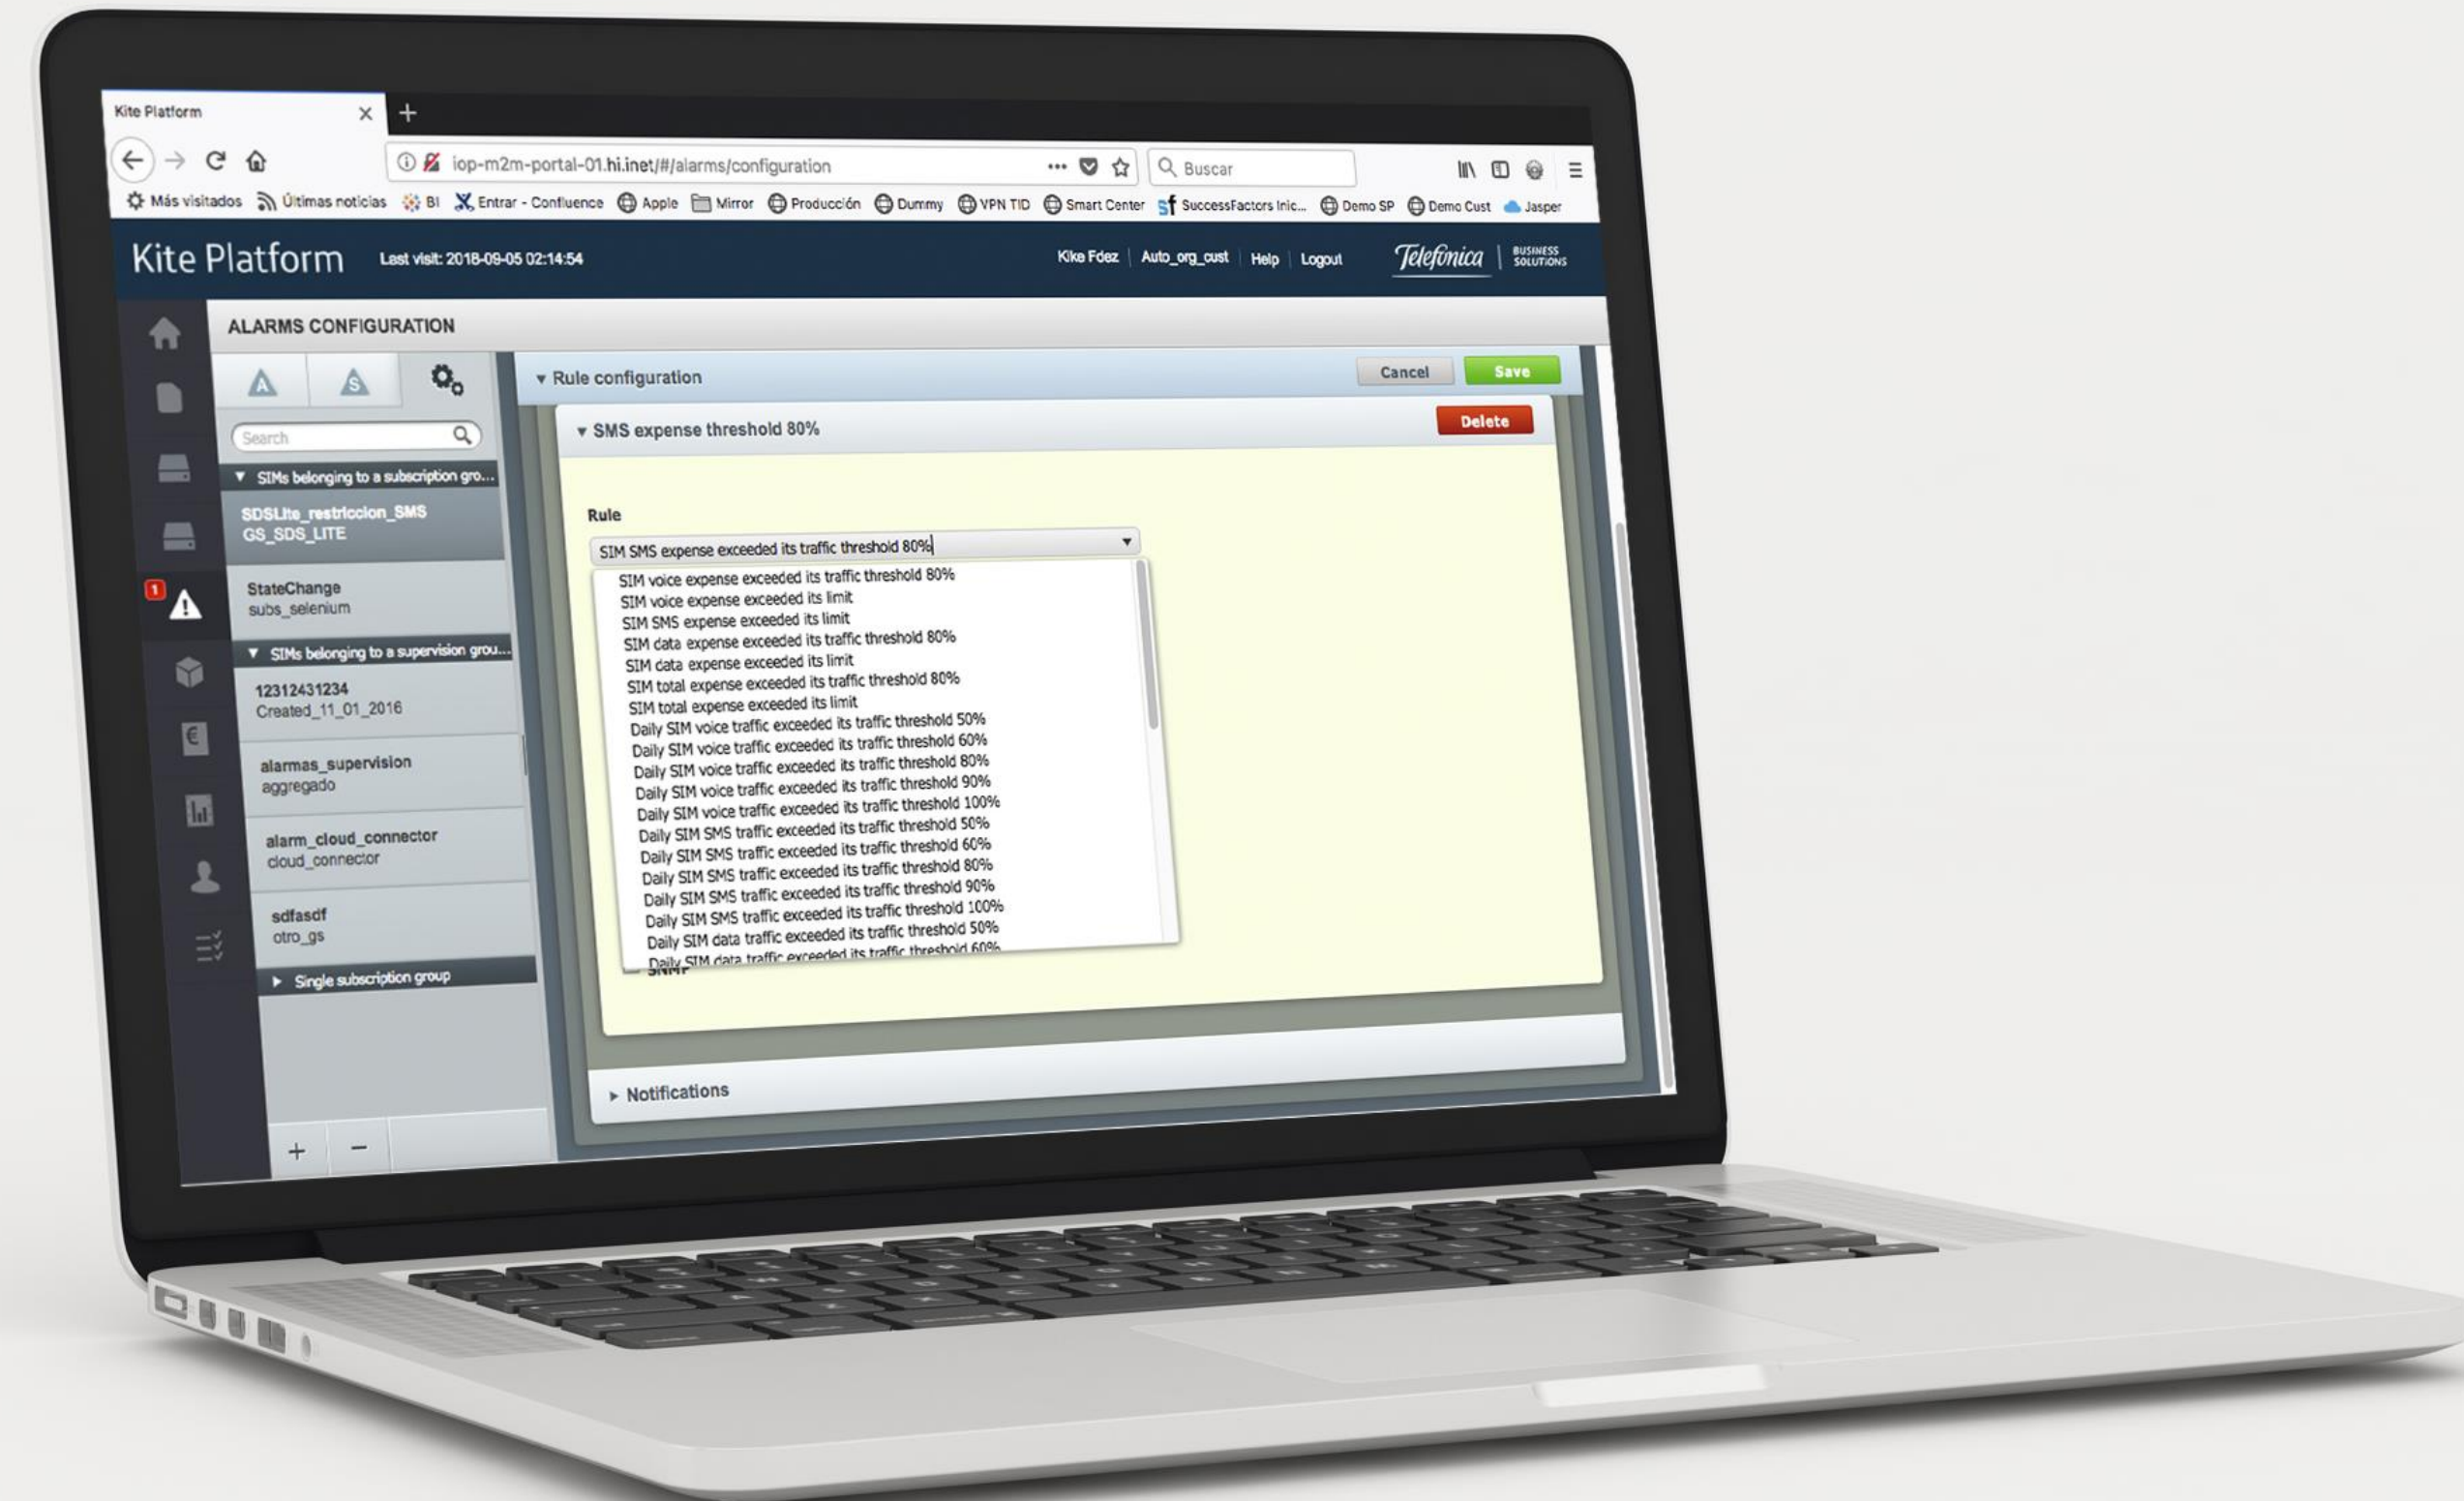 Kite Platform
iop-m2m-portal-01.hi.inet/#/alarms/configuration
Buscar
Más visitados Últimas noticias BI Entrar - Confluence Apple Mirror Producción Dummy VPN TID Smart Center SuccessFactors Inic... Demo SP Demo Cust Jasper
Kite Platform Last visit: 2018-09-05 02:14:54 Kike Fdez Auto_org_cust Help Logout Telefónica BUSINESS SOLUTIONS
ALARMS CONFIGURATION
A S
Search
SIMs belonging to a subscription gro...
SDSLite_restriccion_SMS
GS_SDS_LITE
1
StateChange
subs_selenium
SIMs belonging to a supervision grou...
12312431234
Created_11_01_2016
alarmas_supervision
aggregado
alarm_cloud_connector
cloud_connector
sdfasdf
otro_gs
Single subscription group
+ −
Rule configuration Cancel Save
SMS expense threshold 80% Delete
Rule
SIM SMS expense exceeded its traffic threshold 80%
SIM voice expense exceeded its traffic threshold 80%
SIM voice expense exceeded its limit
SIM SMS expense exceeded its limit
SIM data expense exceeded its traffic threshold 80%
SIM data expense exceeded its limit
SIM total expense exceeded its traffic threshold 80%
SIM total expense exceeded its limit
Daily SIM voice traffic exceeded its traffic threshold 50%
Daily SIM voice traffic exceeded its traffic threshold 60%
Daily SIM voice traffic exceeded its traffic threshold 80%
Daily SIM voice traffic exceeded its traffic threshold 90%
Daily SIM voice traffic exceeded its traffic threshold 100%
Daily SIM SMS traffic exceeded its traffic threshold 50%
Daily SIM SMS traffic exceeded its traffic threshold 60%
Daily SIM SMS traffic exceeded its traffic threshold 80%
Daily SIM SMS traffic exceeded its traffic threshold 90%
Daily SIM SMS traffic exceeded its traffic threshold 100%
Daily SIM data traffic exceeded its traffic threshold 50%
Daily SIM data traffic exceeded its traffic threshold 60%
SNMP
Notifications